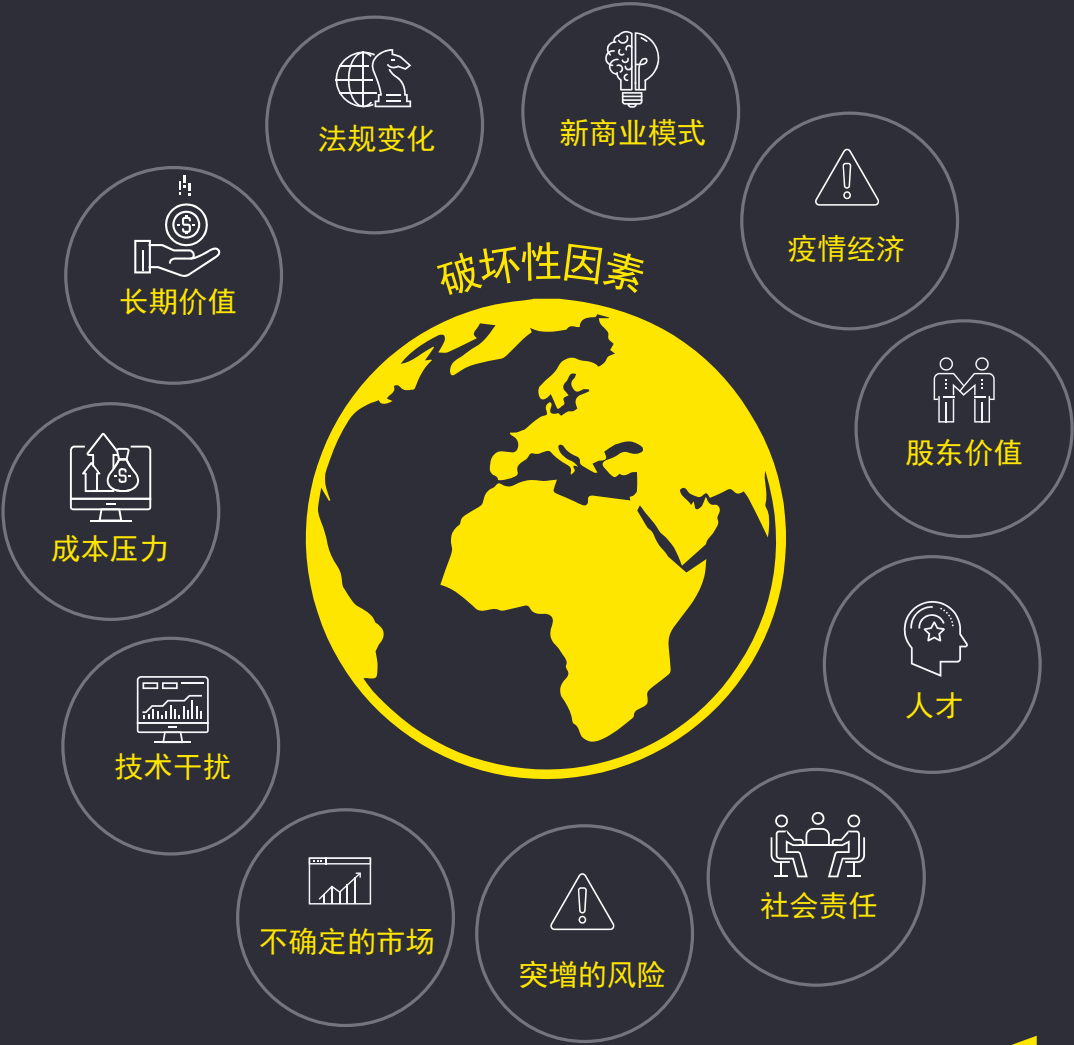 法规变化
新商业模式
疫情经济
破坏性因素
长期价值
股东价值
成本压力
人才
技术干扰
社会责任
不确定的市场
突增的风险